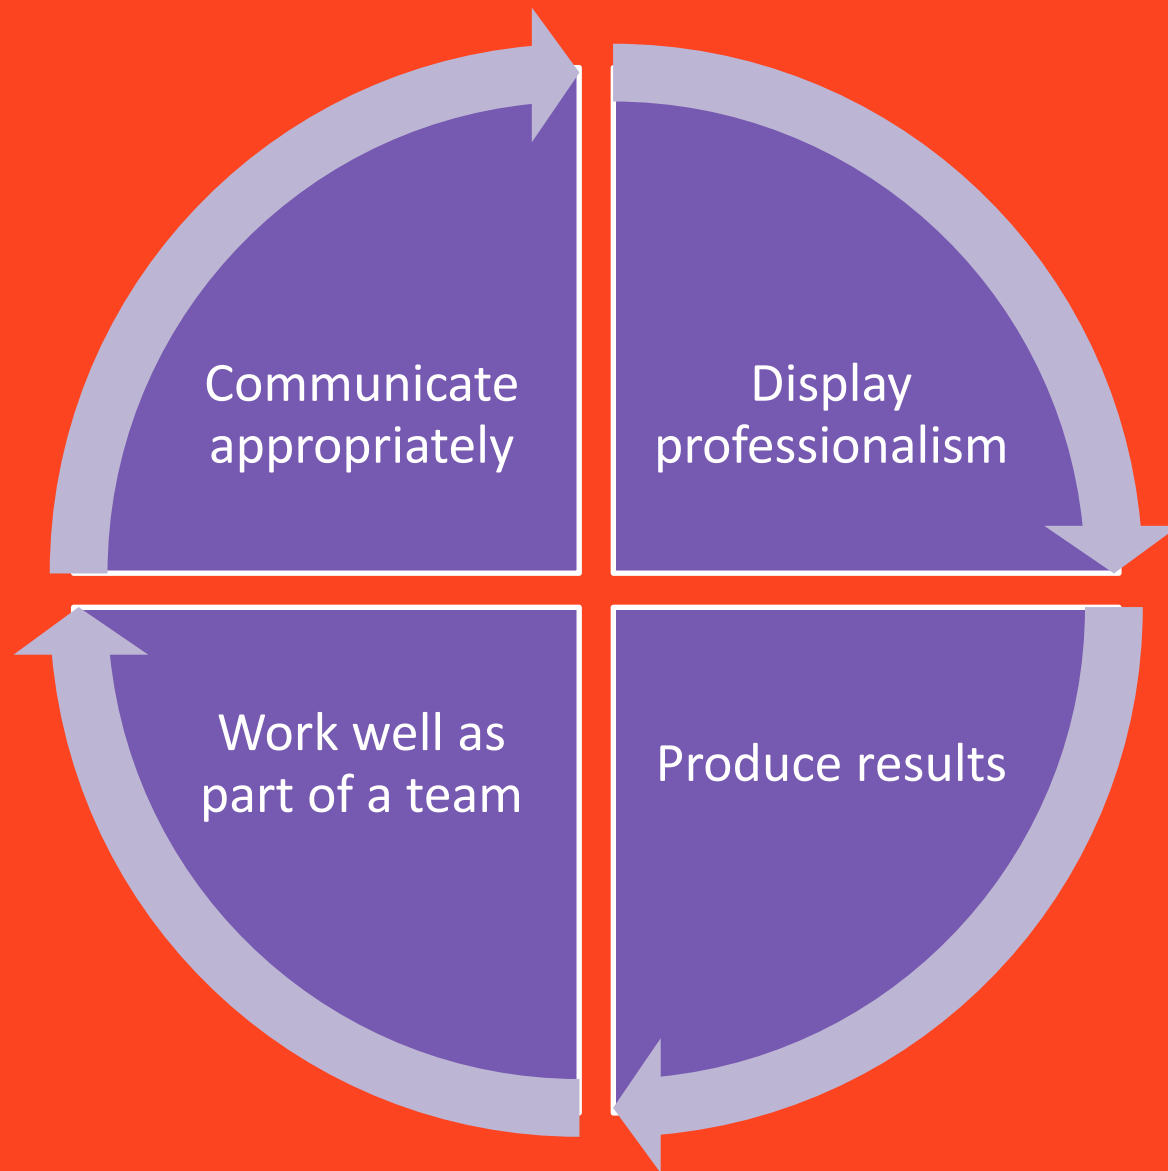 Communicate
appropriately
Display
professionalism
Work well as
part of a team
Produce results